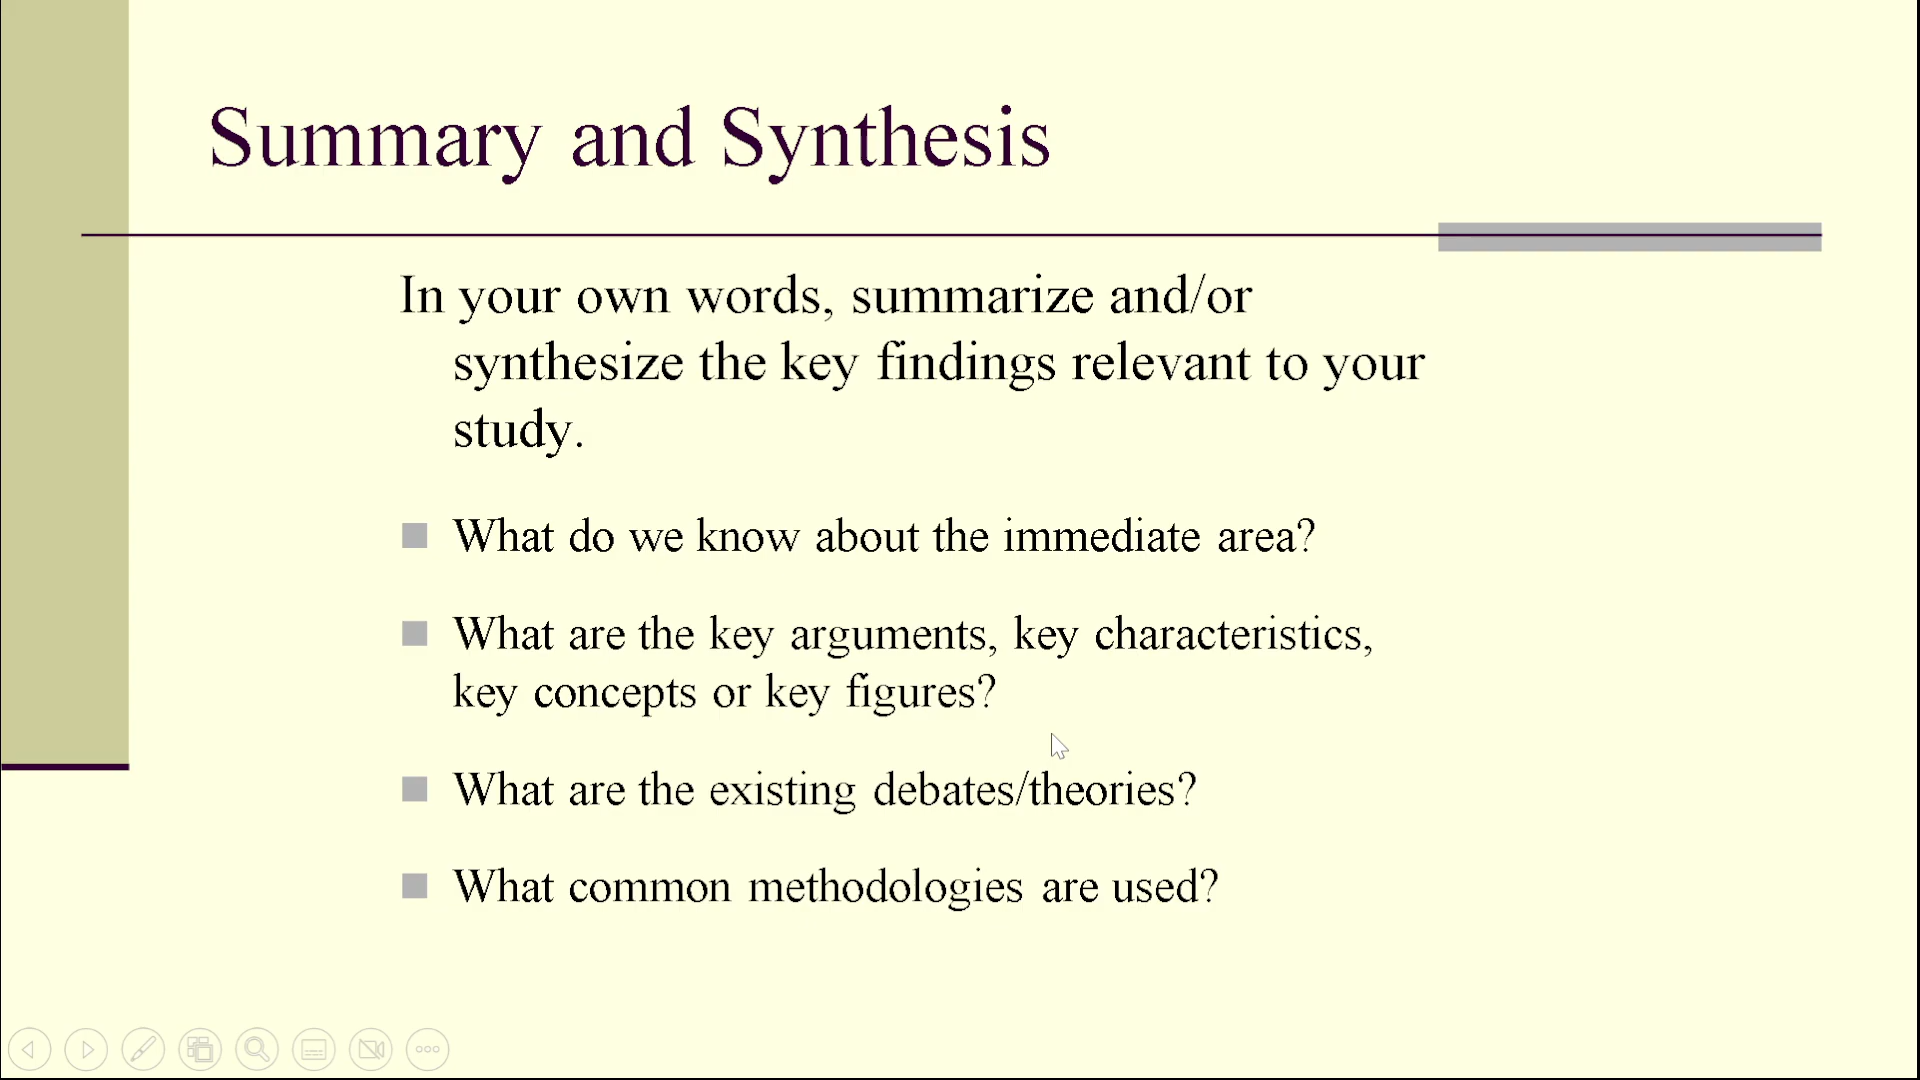 Summary and Synthesis
In your own words, summarize and/or
synthesize the key findings relevant to your
study.
What do we know about the immediate area?
What are the key arguments, key characteristics,
key concepts or key figures?
What are the existing debates/theories?
What common methodologies are used?